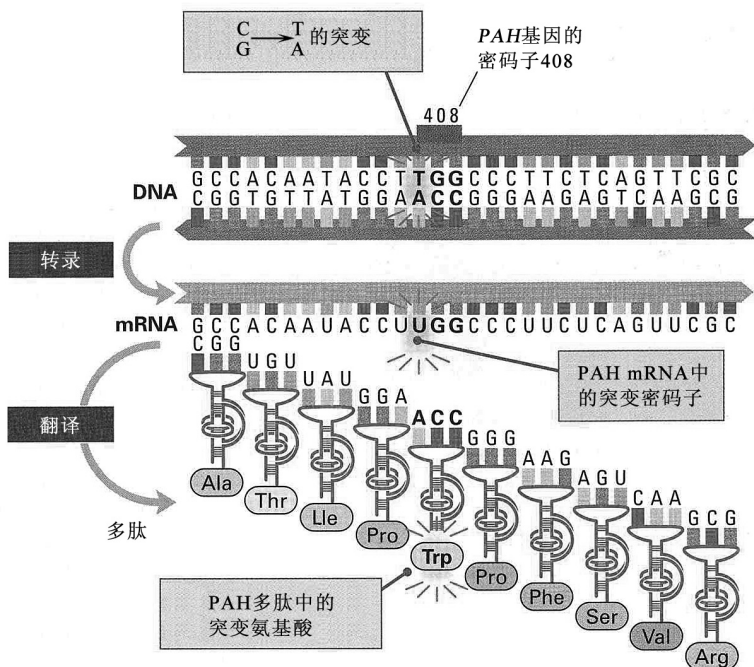 C T
G → A 的突变
PAH基因的
密码子408
408
GCCACAATACCTTGGCCCTTCTCAGTTCGC
DNA
CGGTGTTATGGAACCGGGAAGAGTCAAGCG
转录
mRNA GCCACAAUACCUUGGCCCUUCUCAGUUCGC
PAH mRNA中
的突变密码子
翻译
CGG UGU UAU GGA ACC GGG AAG AGU CAA GCG
Ala Thr Lle Pro Trp Pro Phe Ser Val Arg
多肽
PAH多肽中的
突变氨基酸